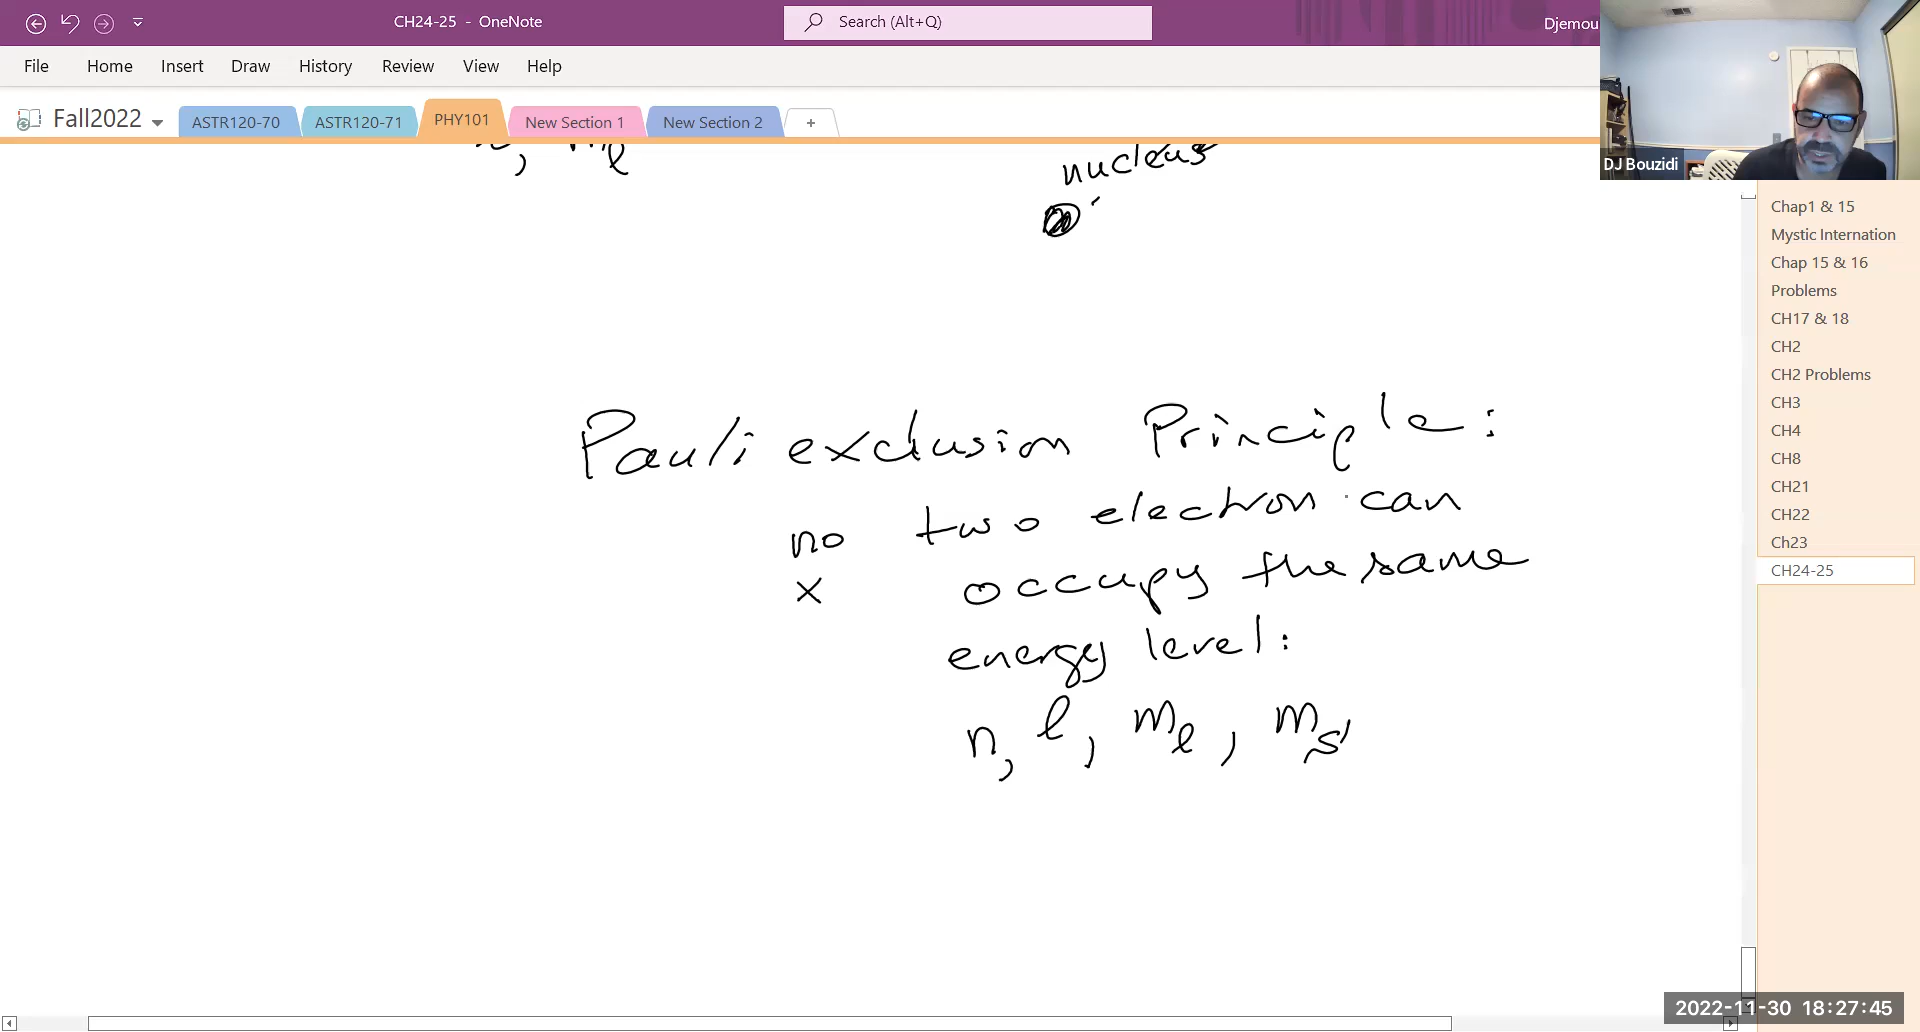 CH24-25 - OneNote
Search (Alt+Q)
Djemou
File Home Insert Draw History Review View Help
Fall2022
ASTR120-70 ASTR120-71 PHY101 New Section 1 New Section 2 +
DJ Bouzidi
, mℓ
nucleus
Pauli exclusion Principle:
no two electron can
x occupy the same
energy level:
n, ℓ, mℓ, ms,
Chap1 & 15
Mystic Internation
Chap 15 & 16
Problems
CH17 & 18
CH2
CH2 Problems
CH3
CH4
CH8
CH21
CH22
Ch23
CH24-25
2022-11-30 18:27:45